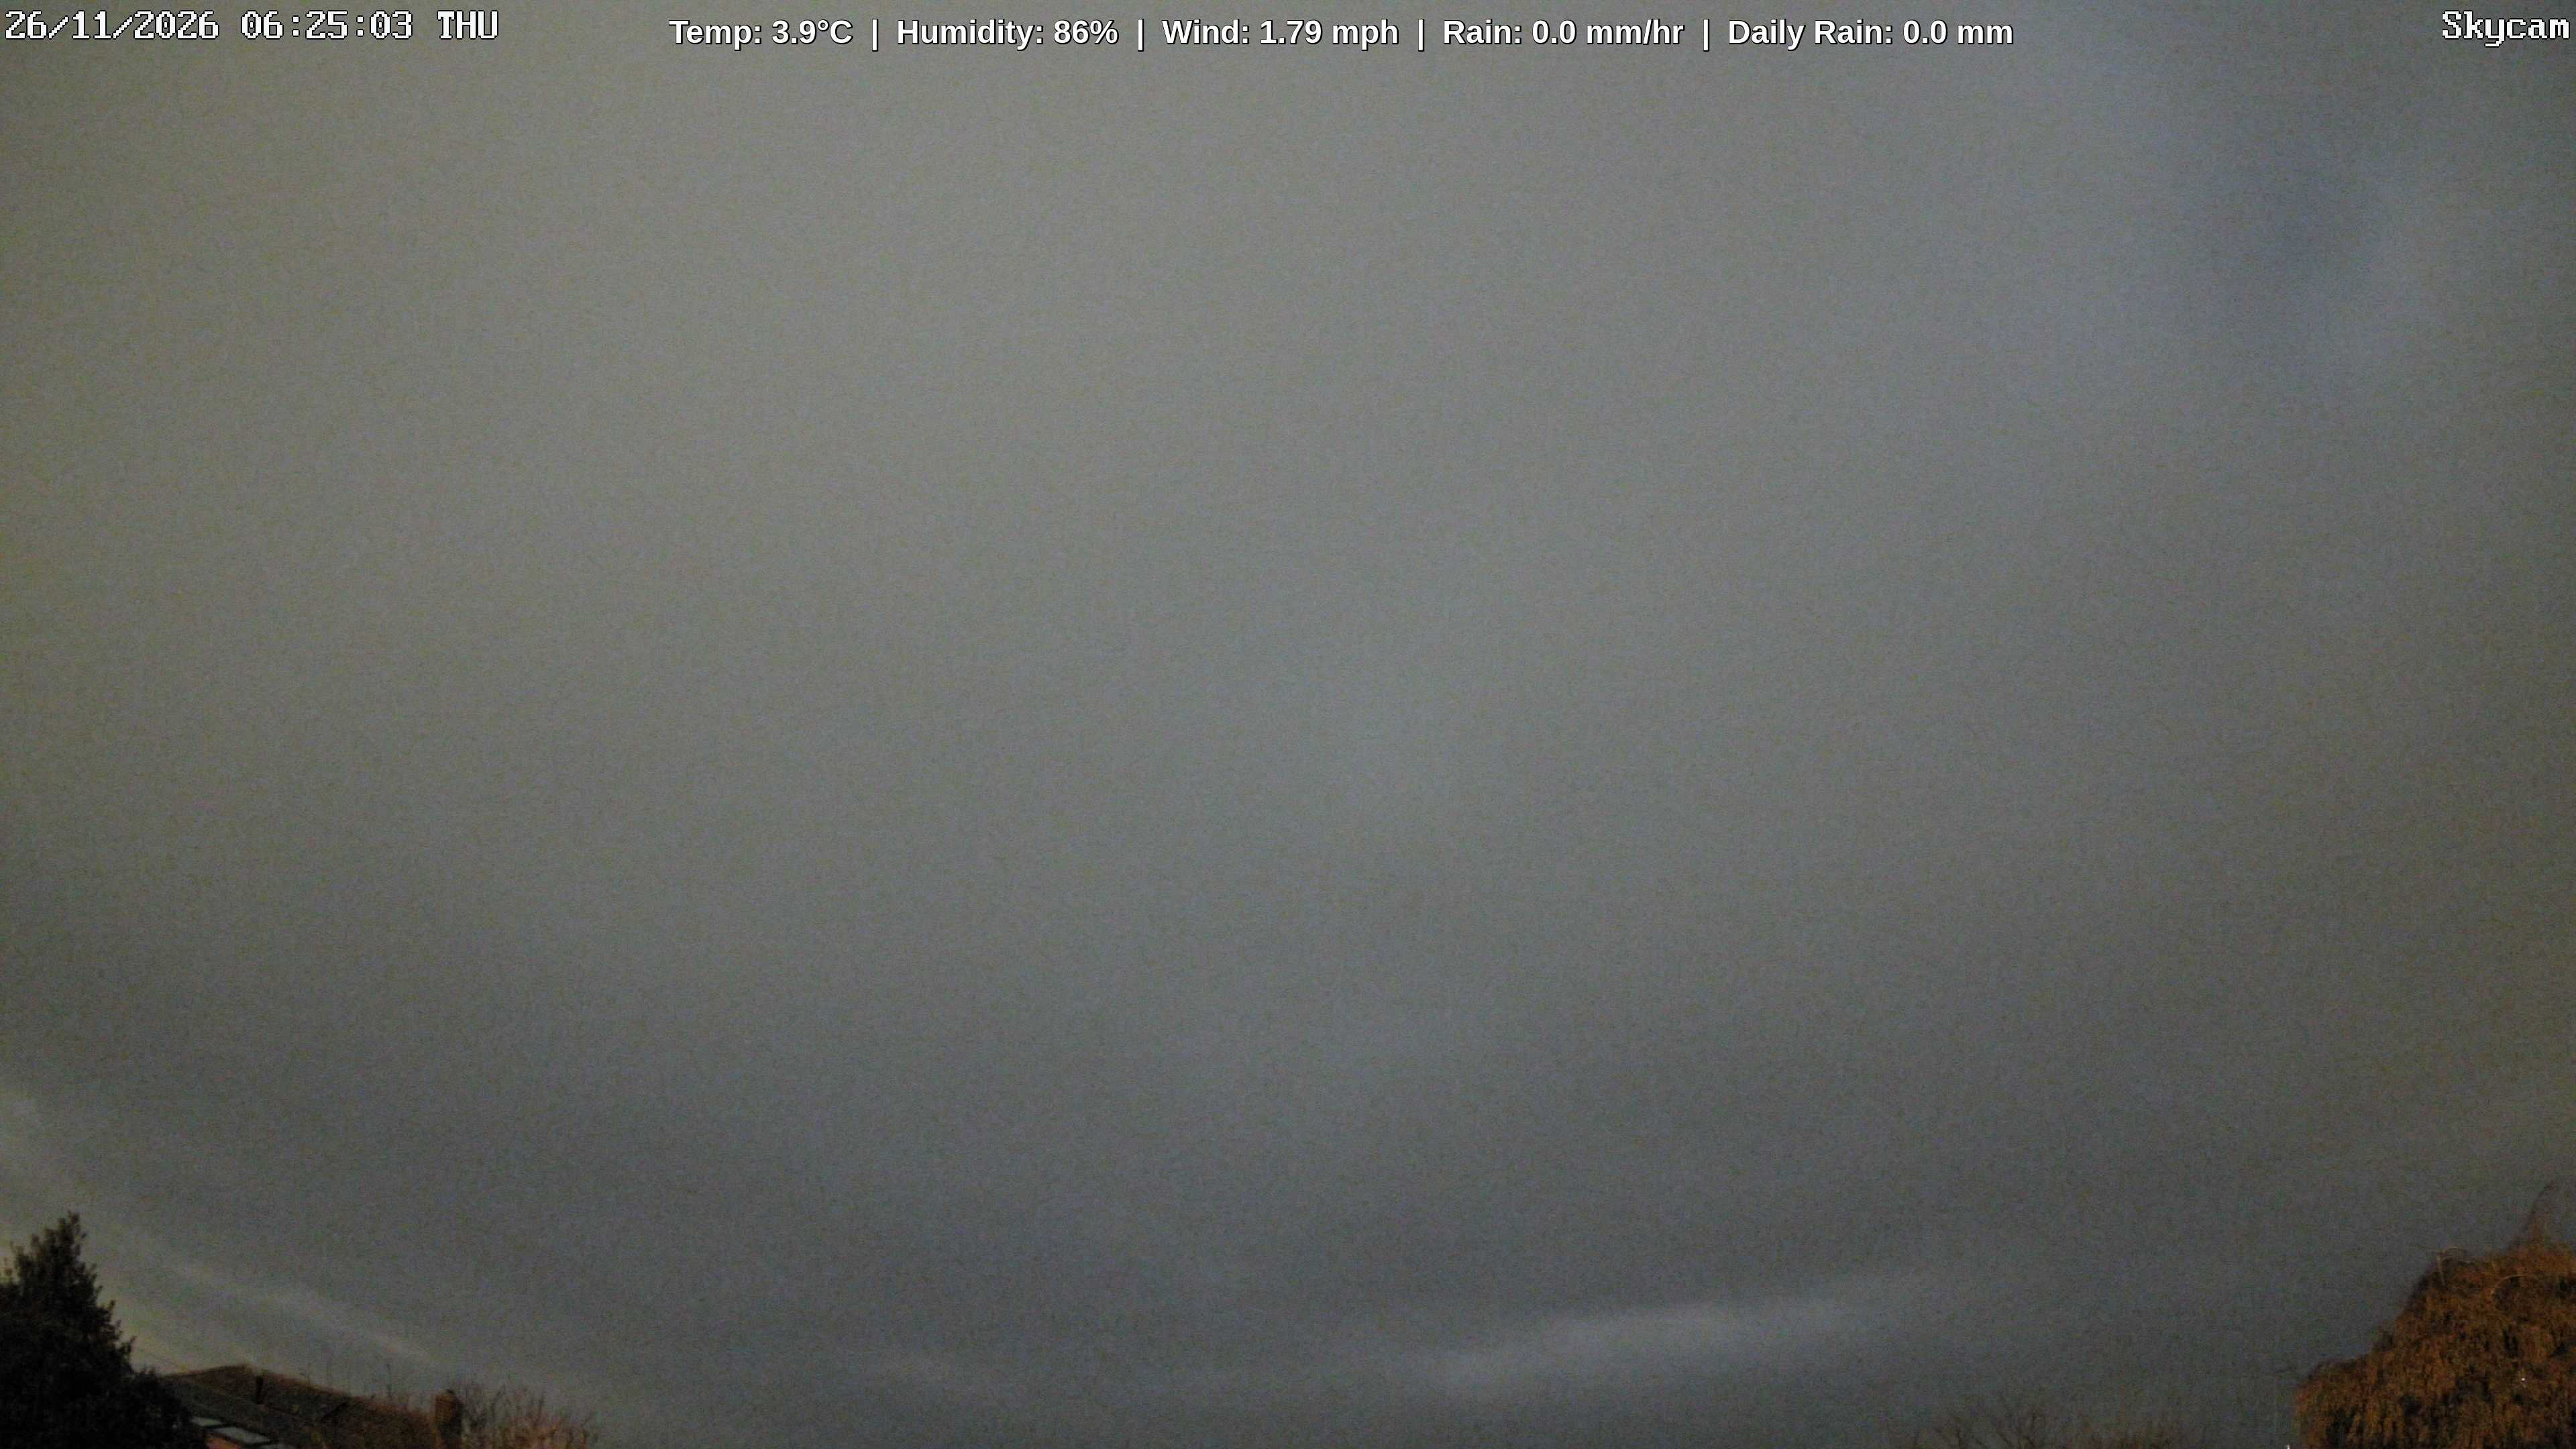 26/11/2026 06:25:03 THU
Temp: 3.9°C | Humidity: 86% | Wind: 1.79 mph | Rain: 0.0 mm/hr | Daily Rain: 0.0 mm
Skycam